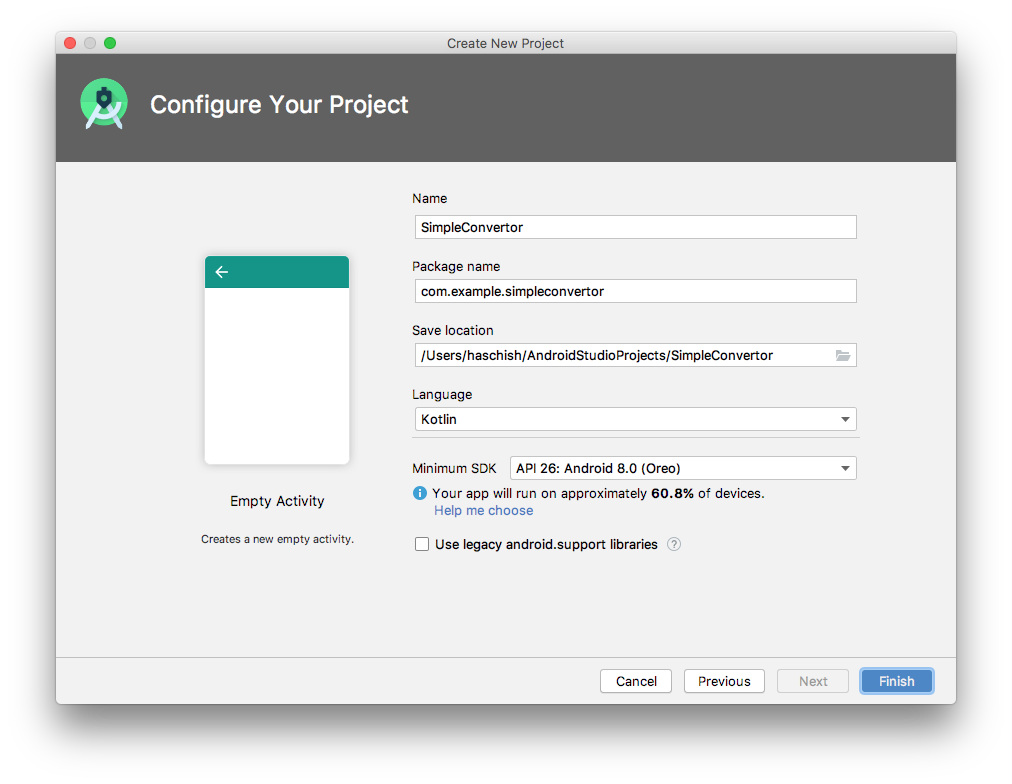 Create New Project
Configure Your Project
Name
SimpleConvertor
Package name
com.example.simpleconvertor
Save location
/Users/haschish/AndroidStudioProjects/SimpleConvertor
Language
Kotlin
Minimum SDK API 26: Android 8.0 (Oreo)
i Your app will run on approximately 60.8% of devices.
Help me choose
Use legacy android.support libraries ?
Empty Activity
Creates a new empty activity.
Cancel Previous Next Finish